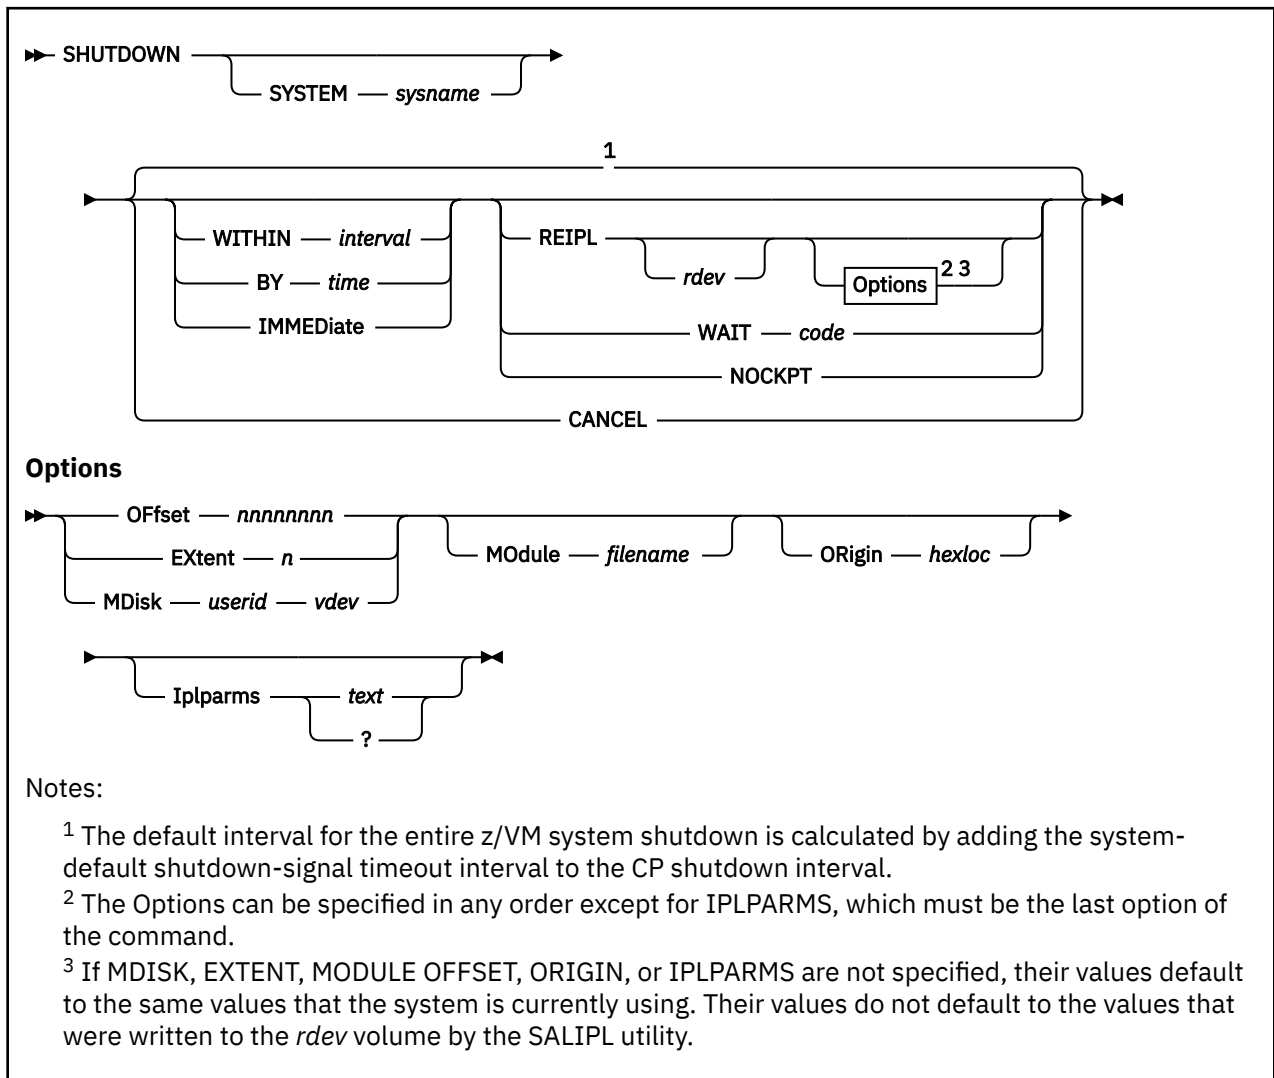 SHUTDOWN
SYSTEM sysname
1
WITHIN interval
REIPL
rdev
Options 2 3
BY time
IMMEDiate
WAIT code
NOCKPT
CANCEL
Options
OFfset nnnnnnnn
EXtent n
MDisk userid vdev
MOdule filename
ORigin hexloc
Iplparms text
?
Notes:
1 The default interval for the entire z/VM system shutdown is calculated by adding the system-
default shutdown-signal timeout interval to the CP shutdown interval.
2 The Options can be specified in any order except for IPLPARMS, which must be the last option of
the command.
3 If MDISK, EXTENT, MODULE OFFSET, ORIGIN, or IPLPARMS are not specified, their values default
to the same values that the system is currently using. Their values do not default to the values that
were written to the rdev volume by the SALIPL utility.